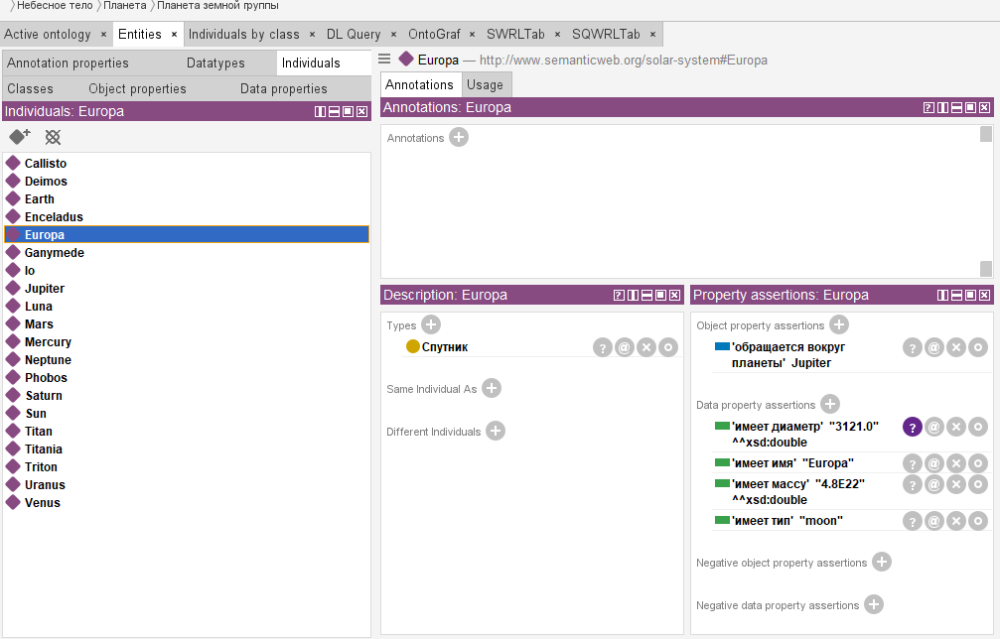 Небесное тело
Планета
Планета земной группы
Active ontology ×
Entities ×
Individuals by class ×
DL Query ×
OntoGraf ×
SWRLTab ×
SQWRLTab ×
Annotation properties
Datatypes
Individuals
Classes
Object properties
Data properties
Individuals: Europa
Callisto
Deimos
Earth
Enceladus
Europa
Ganymede
Io
Jupiter
Luna
Mars
Mercury
Neptune
Phobos
Saturn
Sun
Titan
Titania
Triton
Uranus
Venus
Europa — http://www.semanticweb.org/solar-system#Europa
Annotations
Usage
Annotations: Europa
Annotations
Description: Europa
Types
Спутник
Same Individual As
Different Individuals
Property assertions: Europa
Object property assertions
'обращается вокруг
планеты' Jupiter
Data property assertions
'имеет диаметр' "3121.0"
^^xsd:double
'имеет имя' "Europa"
'имеет массу' "4.8E22"
^^xsd:double
'имеет тип' "moon"
Negative object property assertions
Negative data property assertions